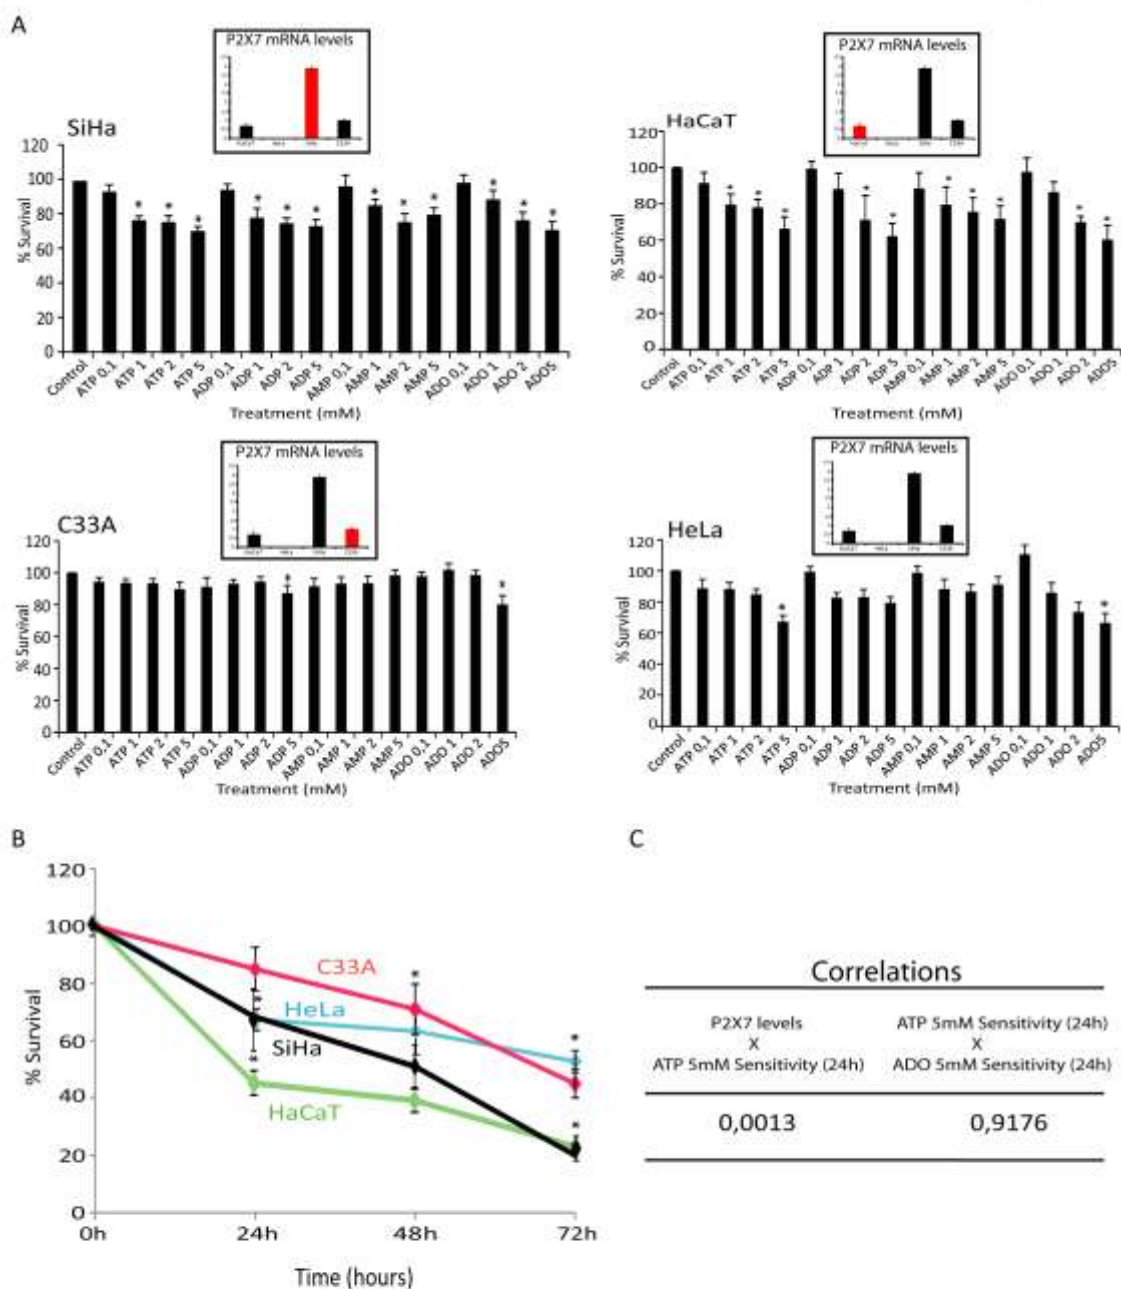 A
P2X7 mRNA levels
SiHa
120
100
80
60
40
20
0
% Survival
Control
ATP 0,1
ATP 1
ATP 2
ATP 5
ADP 0,1
ADP 1
ADP 2
ADP 5
AMP 0,1
AMP 1
AMP 2
AMP 5
ADO 0,1
ADO 1
ADO 2
ADO5
Treatment (mM)
P2X7 mRNA levels
HaCaT
120
100
80
60
40
20
0
% Survival
Control
ATP 0,1
ATP 1
ATP 2
ATP 5
ADP 0,1
ADP 1
ADP 2
ADP 5
AMP 0,1
AMP 1
AMP 2
AMP 5
ADO 0,1
ADO 1
ADO 2
ADO5
Treatment (mM)
P2X7 mRNA levels
C33A
120
100
80
60
40
20
0
% Survival
Control
ATP 0,1
ATP 1
ATP 2
ATP 5
ADP 0,1
ADP 1
ADP 2
ADP 5
AMP 0,1
AMP 1
AMP 2
AMP 5
ADO 0,1
ADO 1
ADO 2
ADO5
Treatment (mM)
P2X7 mRNA levels
HeLa
120
100
80
60
40
20
0
% Survival
Control
ATP 0,1
ATP 1
ATP 2
ATP 5
ADP 0,1
ADP 1
ADP 2
ADP 5
AMP 0,1
AMP 1
AMP 2
AMP 5
ADO 0,1
ADO 1
ADO 2
ADO5
Treatment (mM)
B
120
100
80
60
40
20
0
% Survival
C33A
HeLa
SiHa
HaCaT
0h
24h
48h
72h
Time (hours)
C
Correlations
P2X7 levels
X
ATP 5mM Sensitivity (24h)
ATP 5mM Sensitivity (24h)
X
ADO 5mM Sensitivity (24h)
0,0013
0,9176